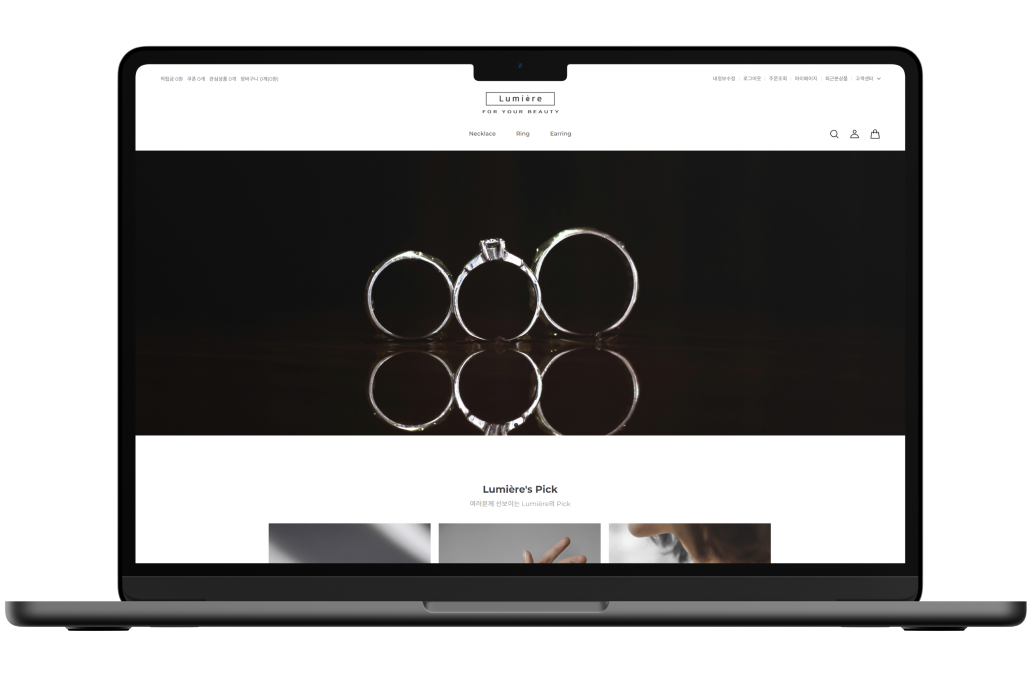 적립금 0원 쿠폰 0개 관심상품 0개 장바구니 0개(0원)
내정보수정 로그아웃 주문조회 마이페이지 최근본상품 고객센터
Lumière
FOR YOUR BEAUTY
Necklace Ring Earring
Lumière's Pick
여러분께 선보이는 Lumière의 Pick